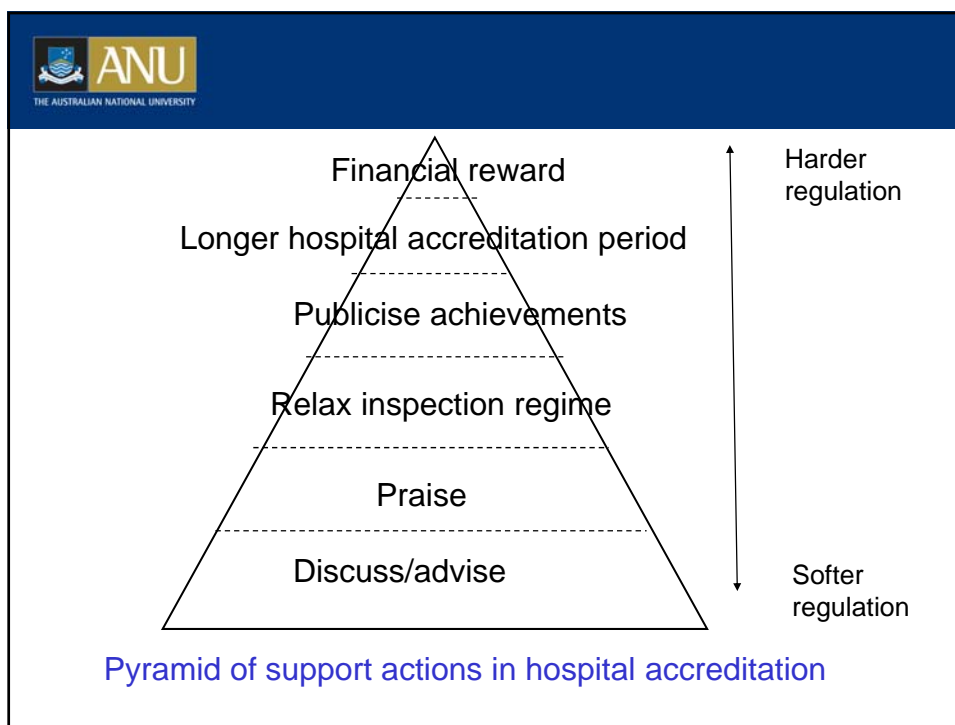 ANU
THE AUSTRALIAN NATIONAL UNIVERSITY
Financial reward
Longer hospital accreditation period
Publicise achievements
Relax inspection regime
Praise
Discuss/advise
Harder
regulation
Softer
regulation
Pyramid of support actions in hospital accreditation